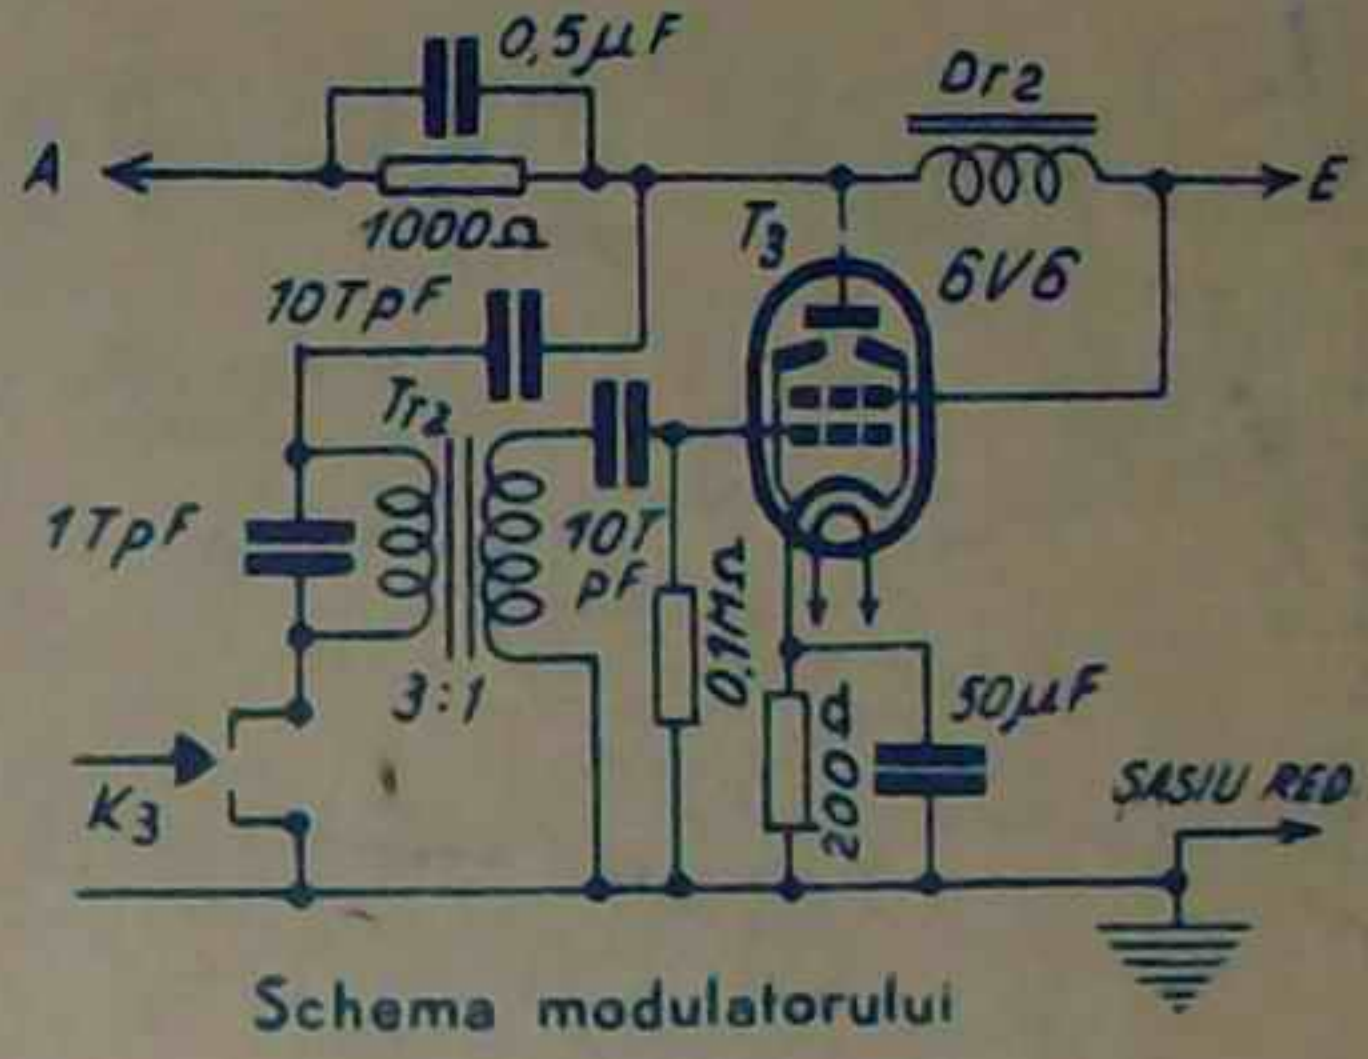 0,5μF
Dr2
A
E
1000Ω
T3
6V6
10TpF
Tr2
1TpF
10T
pF
0,1MΩ
3:1
200Ω
50μF
ȘASIU RED
K3
Schema modulatorului